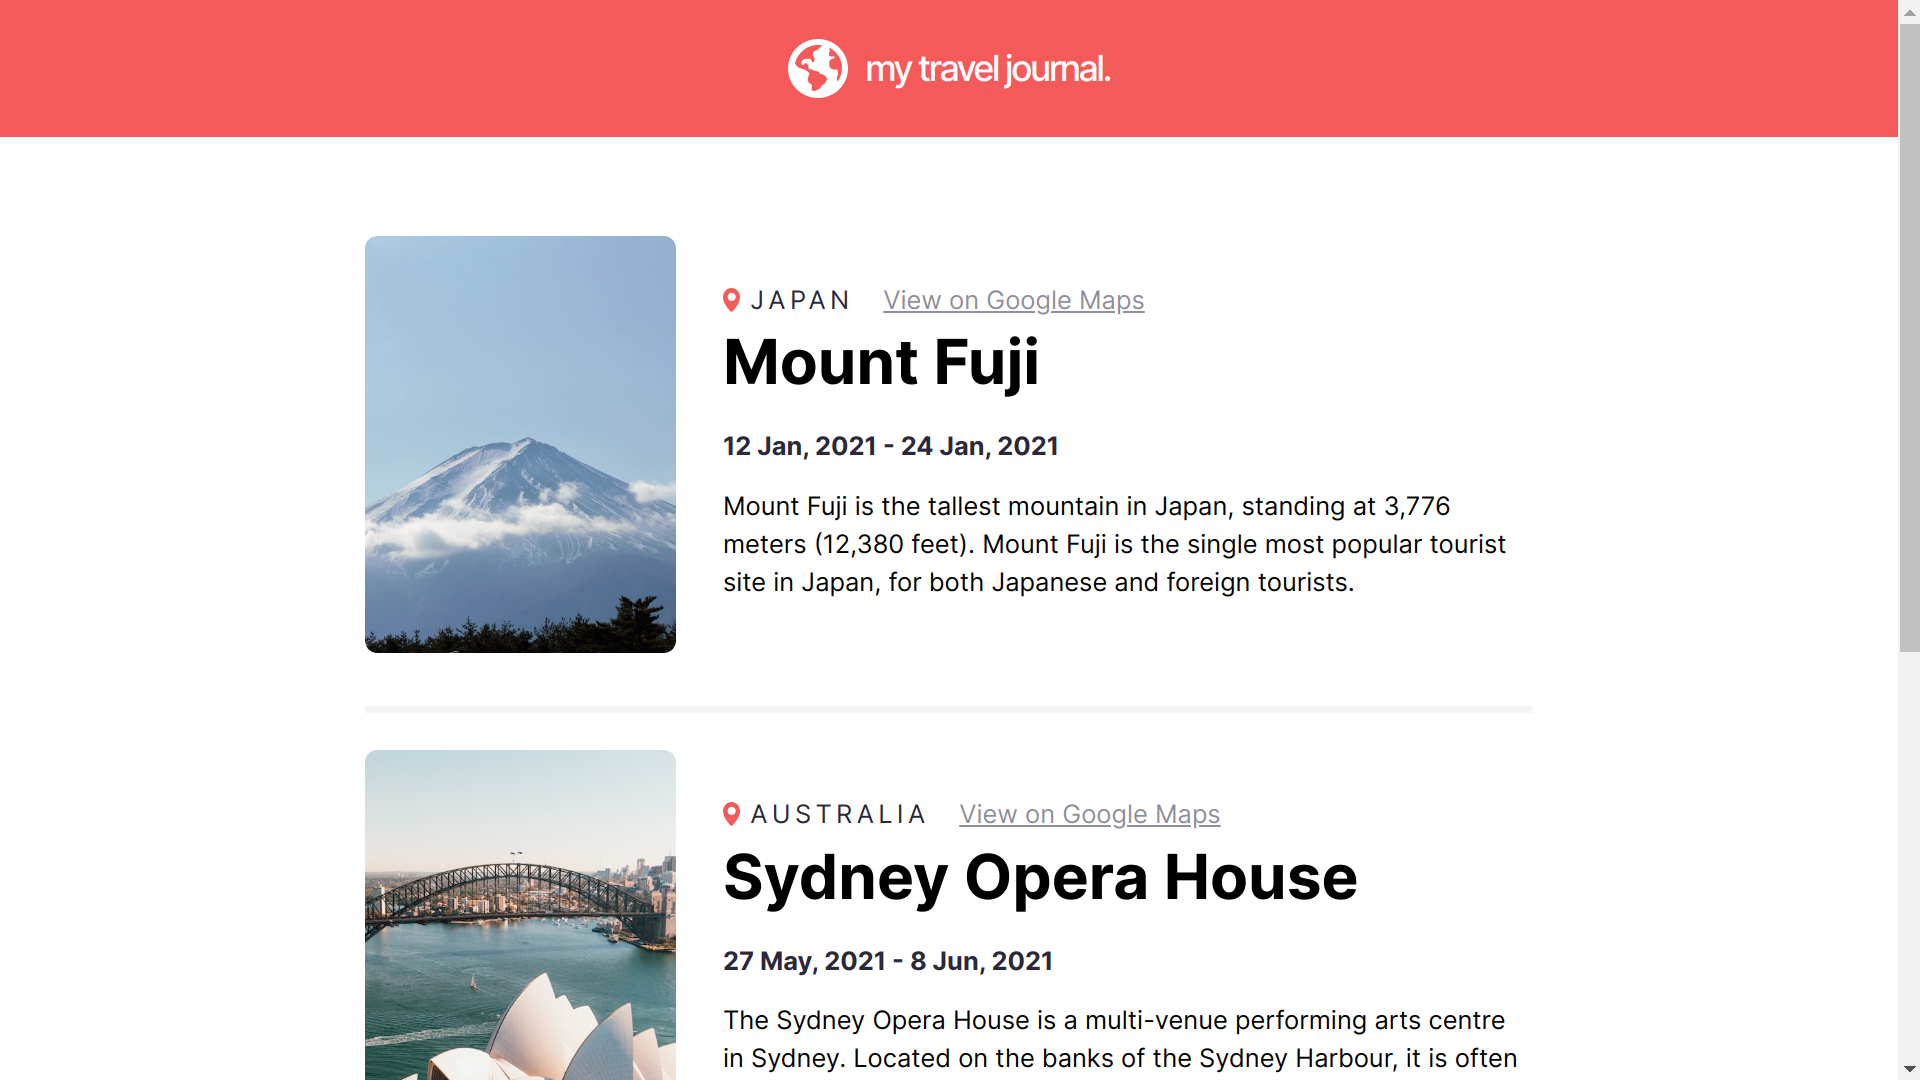 my travel journal.
JAPAN View on Google Maps
Mount Fuji
12 Jan, 2021 - 24 Jan, 2021
Mount Fuji is the tallest mountain in Japan, standing at 3,776
meters (12,380 feet). Mount Fuji is the single most popular tourist
site in Japan, for both Japanese and foreign tourists.
AUSTRALIA View on Google Maps
Sydney Opera House
27 May, 2021 - 8 Jun, 2021
The Sydney Opera House is a multi-venue performing arts centre
in Sydney. Located on the banks of the Sydney Harbour, it is often